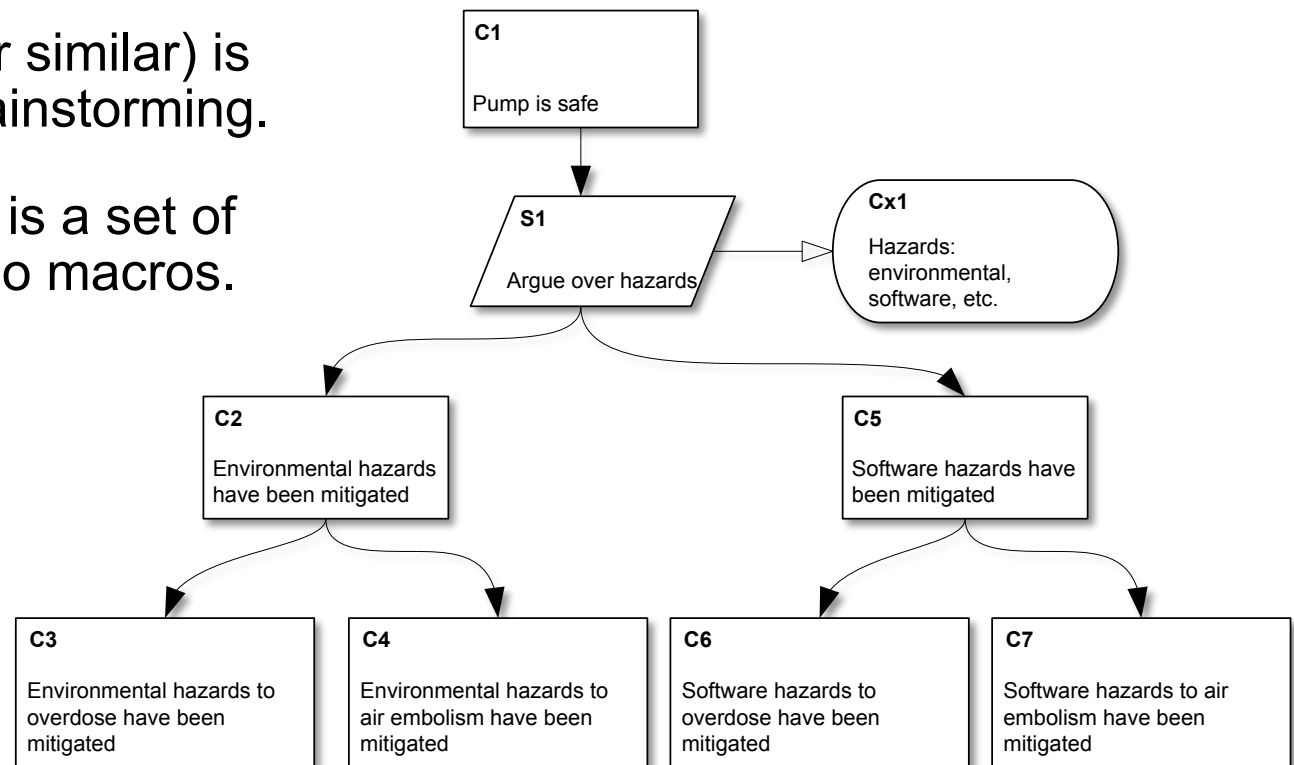 r similar) is
ainstorming.
is a set of
o macros.
C1
Pump is safe
S1
Argue over hazards
Cx1
Hazards:
environmental,
software, etc.
C2
Environmental hazards
have been mitigated
C5
Software hazards have
been mitigated
C3
Environmental hazards to
overdose have been
mitigated
C4
Environmental hazards to
air embolism have been
mitigated
C6
Software hazards to
overdose have been
mitigated
C7
Software hazards to air
embolism have been
mitigated